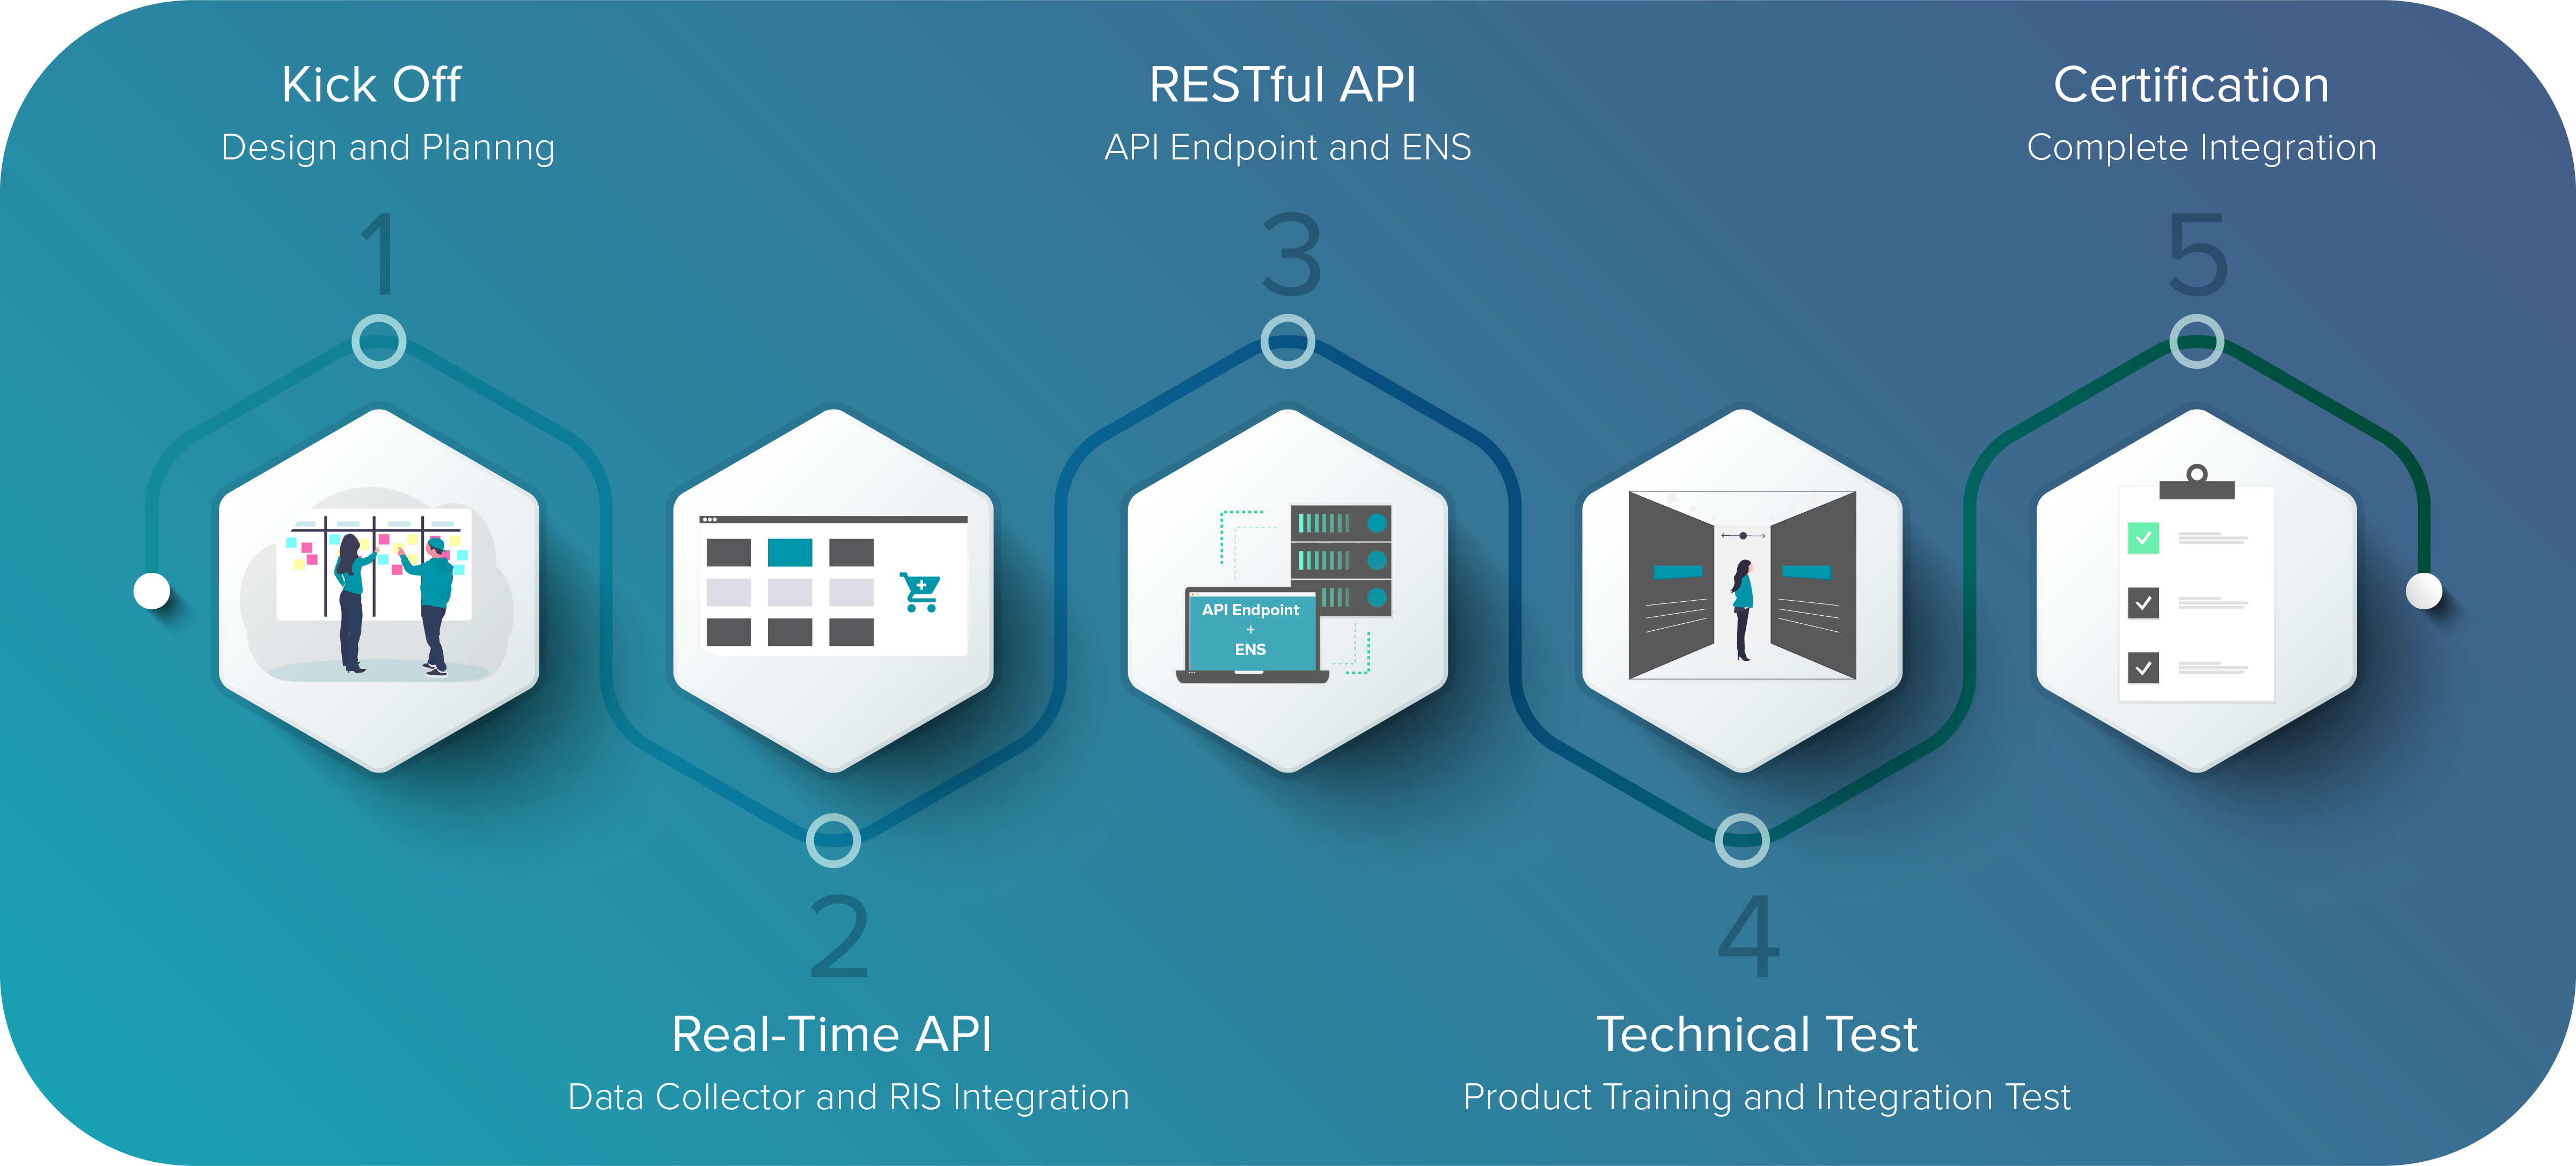 Kick Off
Design and Plannng
1
2
Real-Time API
Data Collector and RIS Integration
RESTful API
API Endpoint and ENS
3
API Endpoint
+
ENS
4
Technical Test
Product Training and Integration Test
Certification
Complete Integration
5